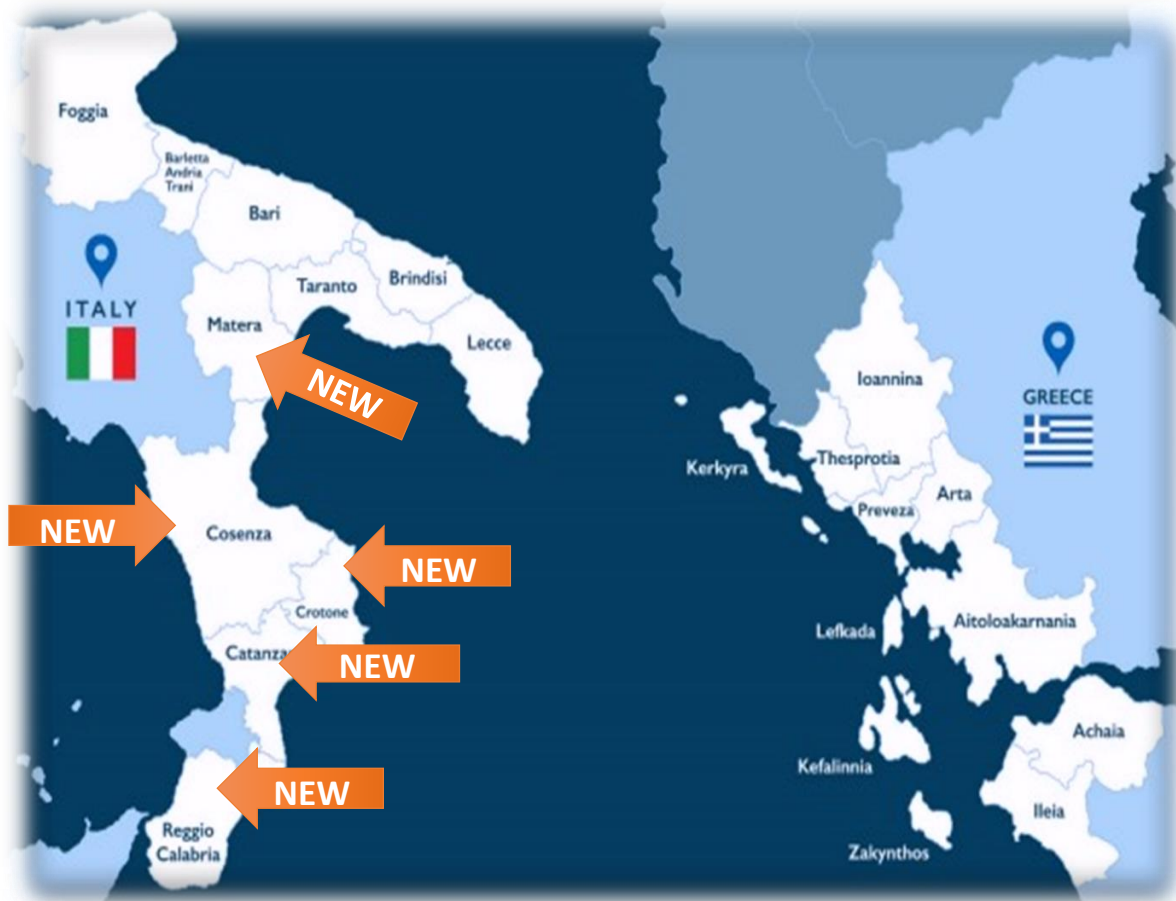 Foggia
Barletta
Andria
Trani
Bari
ITALY
Taranto
Brindisi
Matera
Lecce
NEW
Ioannina
GREECE
Kerkyra
Thesprotia
Arta
Preveza
NEW
Cosenza
NEW
Crotone
Lefkada
Aitoloakarnania
Catanza
NEW
Achaia
Kefalinnia
NEW
Ileia
Reggio
Calabria
Zakynthos